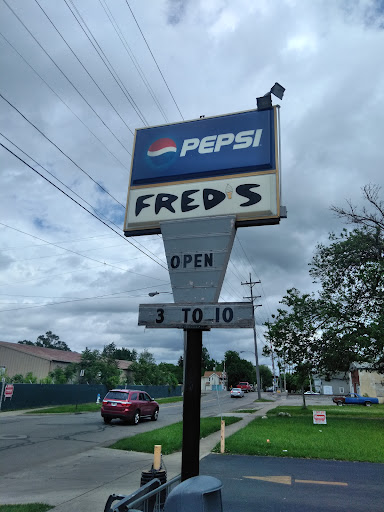 PEPSI
FRED'S
OPEN
3 TO 10